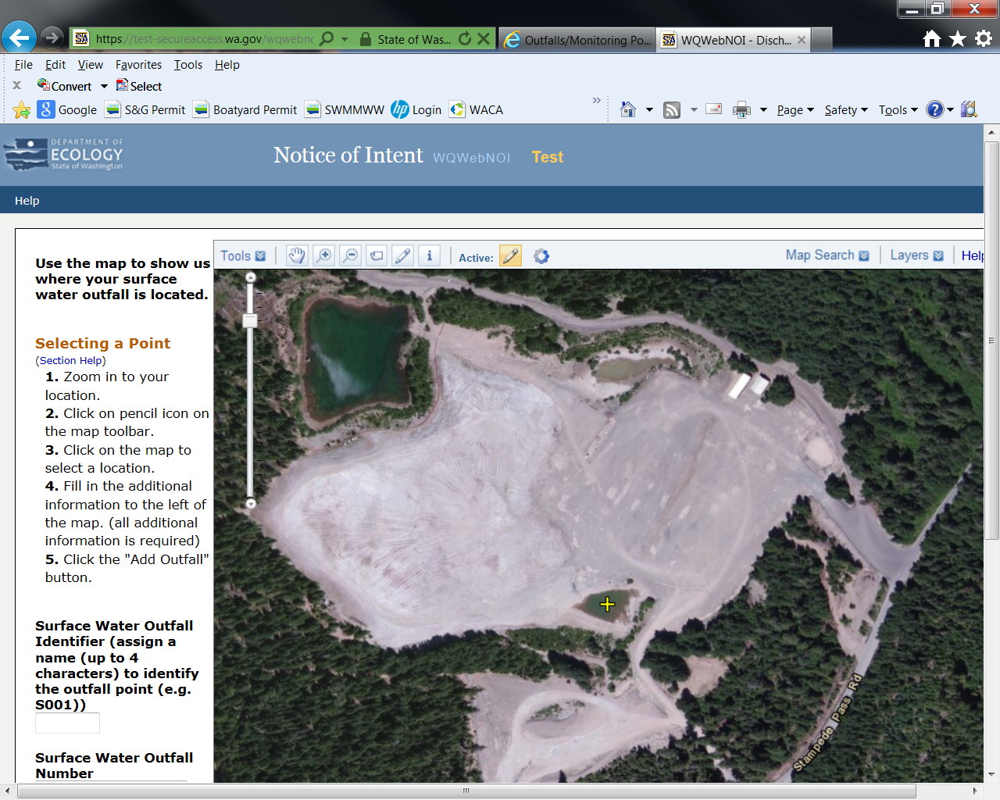 https://test-secureaccess.wa.gov/wqwebnc
State of Was...
Outfalls/Monitoring Po...
WQWebNOI - Disch...
File Edit View Favorites Tools Help
Convert Select
Google S&G Permit Boatyard Permit SWMMWW Login WACA
Page Safety Tools
DEPARTMENT OF
ECOLOGY
State of Washington
Notice of Intent WQWebNOI Test
Help
Tools Active: Map Search Layers Help
Use the map to show us
where your surface
water outfall is located.
Selecting a Point
(Section Help)
1. Zoom in to your
location.
2. Click on pencil icon on
the map toolbar.
3. Click on the map to
select a location.
4. Fill in the additional
information to the left of
the map. (all additional
information is required)
5. Click the "Add Outfall"
button.
Surface Water Outfall
Identifier (assign a
name (up to 4
characters) to identify
the outfall point (e.g.
S001))
Surface Water Outfall
Number
Stampede Pass Rd